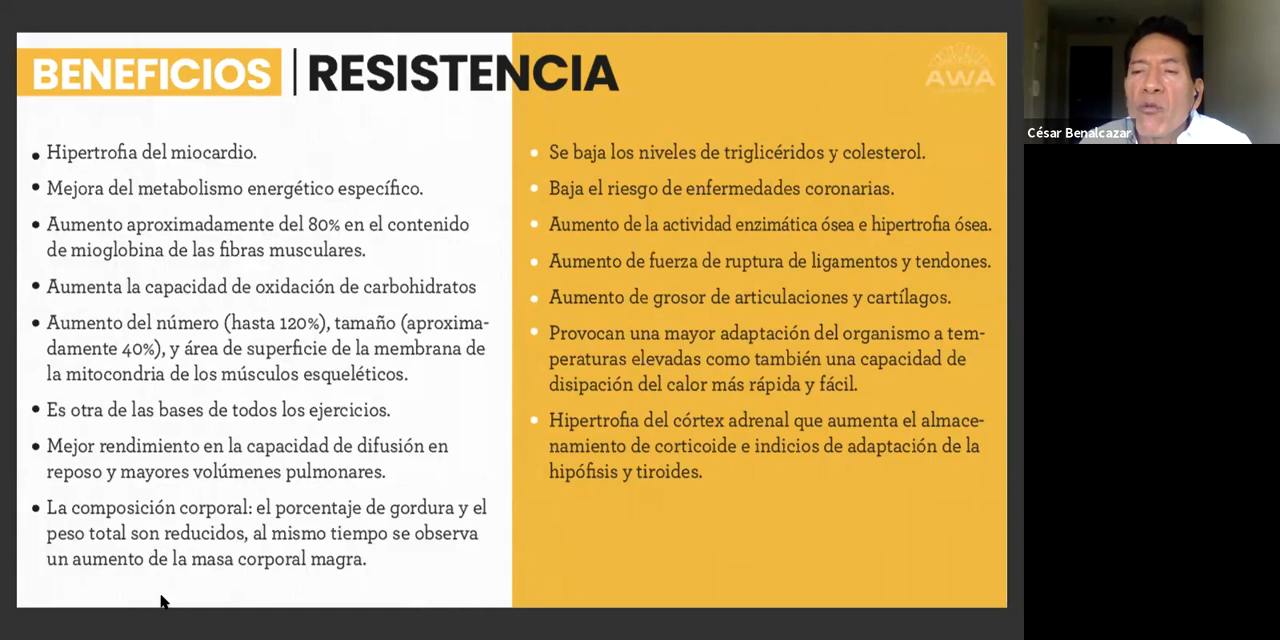 BENEFICIOS | RESISTENCIA
AWA
• Hipertrofia del miocardio.
• Mejora del metabolismo energético específico.
• Aumento aproximadamente del 80% en el contenido
de mioglobina de las fibras musculares.
• Aumenta la capacidad de oxidación de carbohidratos
• Aumento del número (hasta 120%), tamaño (aproxima-
damente 40%), y área de superficie de la membrana de
la mitocondria de los músculos esqueléticos.
• Es otra de las bases de todos los ejercicios.
• Mejor rendimiento en la capacidad de difusión en
reposo y mayores volúmenes pulmonares.
• La composición corporal: el porcentaje de gordura y el
peso total son reducidos, al mismo tiempo se observa
un aumento de la masa corporal magra.
• Se baja los niveles de triglicéridos y colesterol.
• Baja el riesgo de enfermedades coronarias.
• Aumento de la actividad enzimática ósea e hipertrofia ósea.
• Aumento de fuerza de ruptura de ligamentos y tendones.
• Aumento de grosor de articulaciones y cartílagos.
• Provocan una mayor adaptación del organismo a tem-
peraturas elevadas como también una capacidad de
disipación del calor más rápida y fácil.
• Hipertrofia del córtex adrenal que aumenta el almace-
namiento de corticoide e indicios de adaptación de la
hipófisis y tiroides.
César Benalcazar